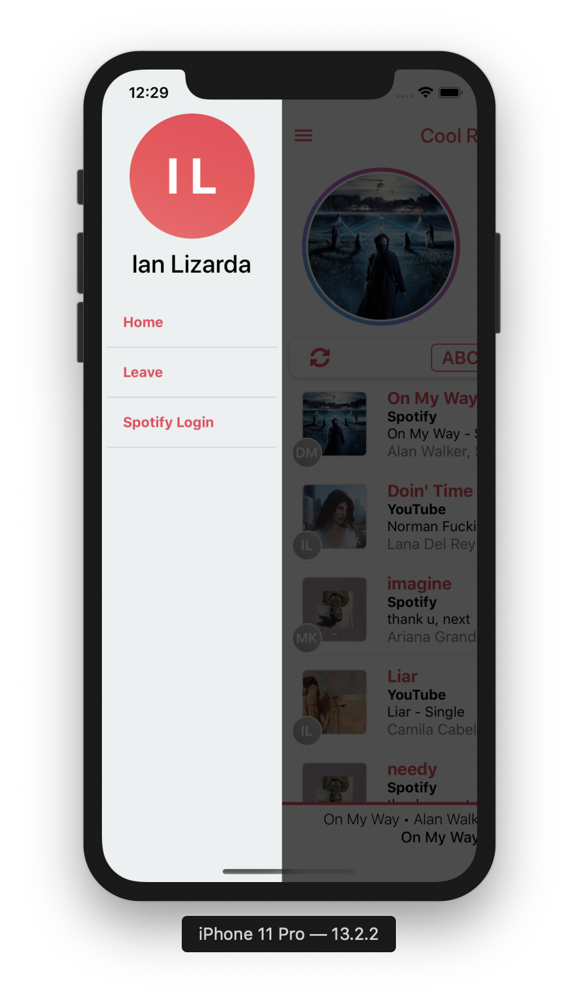 12:29
I L
Ian Lizarda
Home
Leave
Spotify Login
Cool R
ABC
On My Way
Spotify
On My Way - S
Alan Walker, S
DM
Doin' Time
YouTube
Norman Fucki
Lana Del Rey
IL
imagine
Spotify
thank u, next
Ariana Grand
MK
Liar
YouTube
Liar - Single
Camila Cabel
IL
needy
Spotify
On My Way • Alan Walk
On My Way
iPhone 11 Pro — 13.2.2